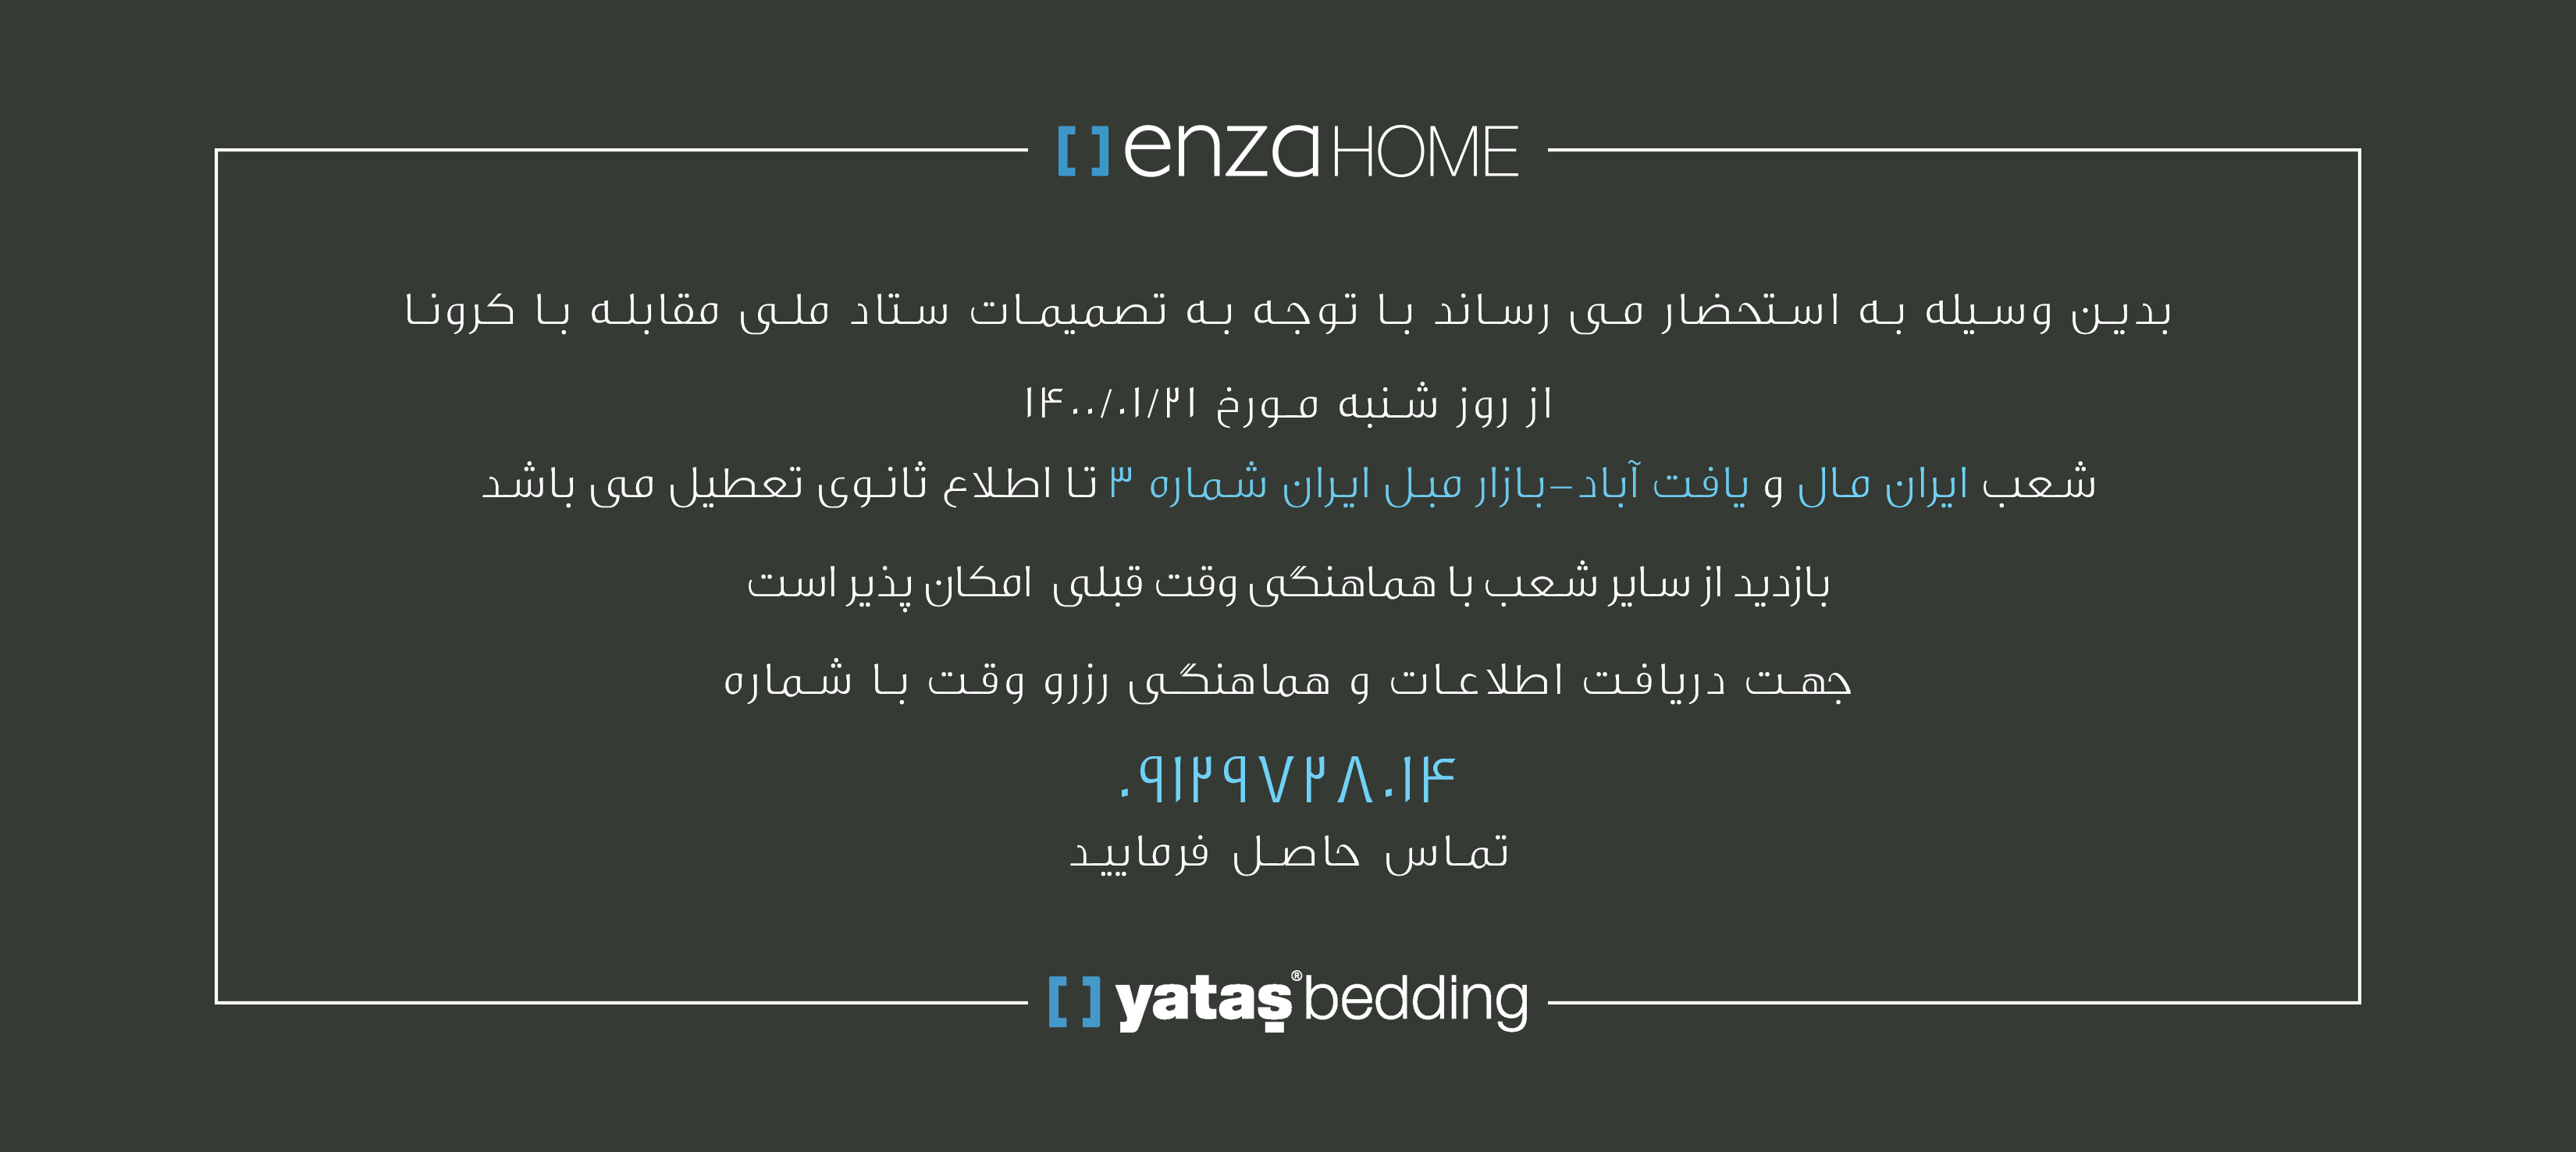 [ ] enza HOME
بدین وسیله به استحضار می رساند با توجه به تصمیمات ستاد ملی مقابله با کرونا
از روز شنبه مورخ ۱۴۰۰/۰۱/۲۱
شعب ایران مال و یافت آباد-بازار مبل ایران شماره ۳ تا اطلاع ثانوی تعطیل می باشد
بازدید از سایر شعب با هماهنگی وقت قبلی امکان پذیر است
جهت دریافت اطلاعات و هماهنگی رزرو وقت با شماره
۰۹۱۲۹۷۲۸۰۱۴
تماس حاصل فرمایید
[ ] yataş® bedding